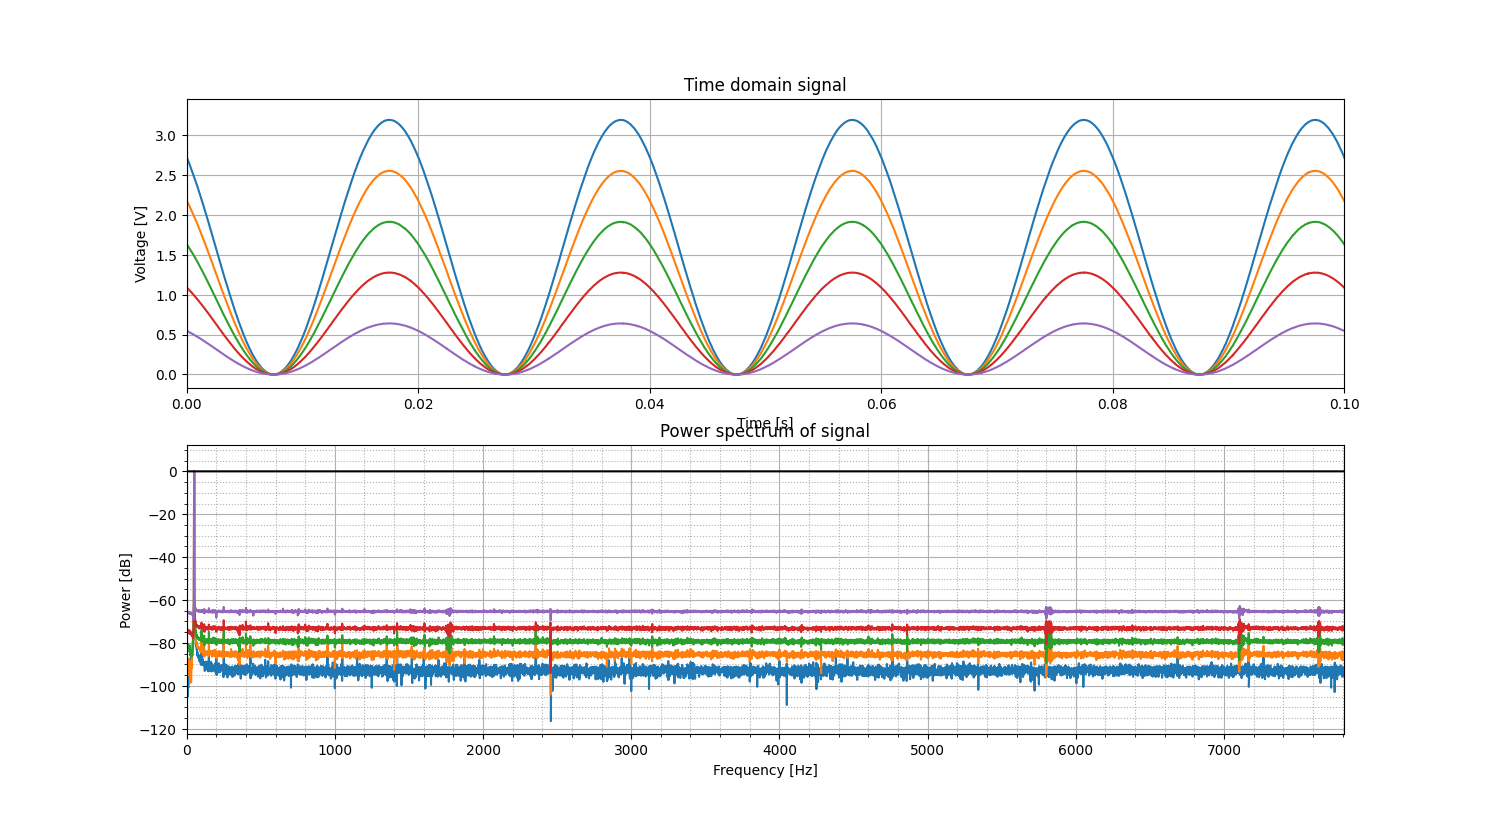 Time domain signal
Voltage [V]
3.0
2.5
2.0
1.5
1.0
0.5
0.0
0.00 0.02 0.04 0.06 0.08 0.10
Time [s]
Power spectrum of signal
Power [dB]
0
−20
−40
−60
−80
−100
−120
0 1000 2000 3000 4000 5000 6000 7000
Frequency [Hz]